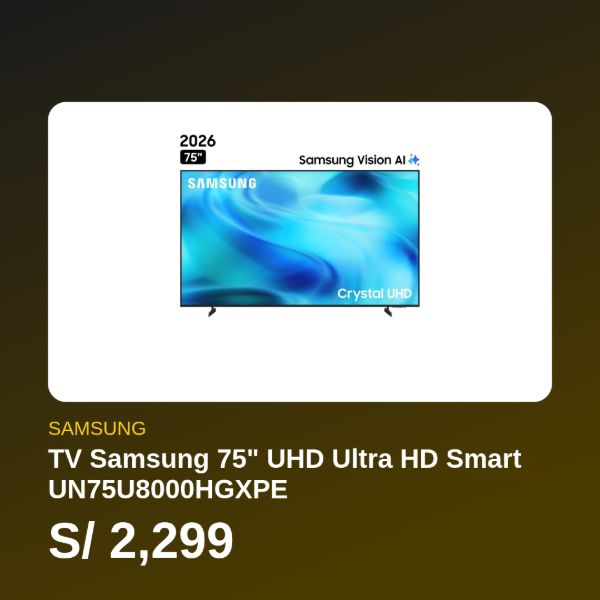 2026
75"
Samsung Vision AI
SAMSUNG
Crystal UHD
SAMSUNG
TV Samsung 75" UHD Ultra HD Smart
UN75U8000HGXPE
S/ 2,299